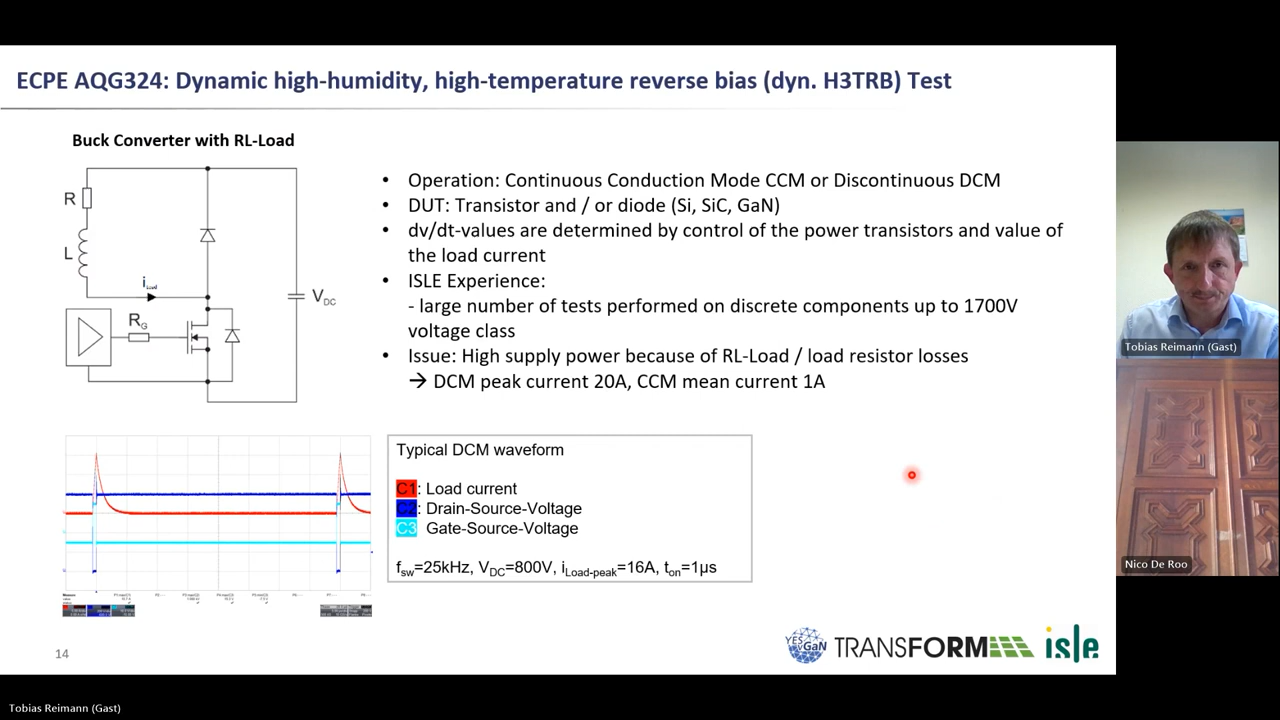 ECPE AQG324: Dynamic high-humidity, high-temperature reverse bias (dyn. H3TRB) Test
Buck Converter with RL-Load
R
L
i
R_G
V_DC
• Operation: Continuous Conduction Mode CCM or Discontinuous DCM
• DUT: Transistor and / or diode (Si, SiC, GaN)
• dv/dt-values are determined by control of the power transistors and value of
the load current
• ISLE Experience:
- large number of tests performed on discrete components up to 1700V
voltage class
• Issue: High supply power because of RL-Load / load resistor losses
→ DCM peak current 20A, CCM mean current 1A
Typical DCM waveform
C1: Load current
C2: Drain-Source-Voltage
C3 Gate-Source-Voltage
f_sw=25kHz, V_DC=800V, i_Load-peak=16A, t_on=1µs
14
YES vGaN
TRANSFORM
isle
Tobias Reimann (Gast)
Nico De Roo
Tobias Reimann (Gast)